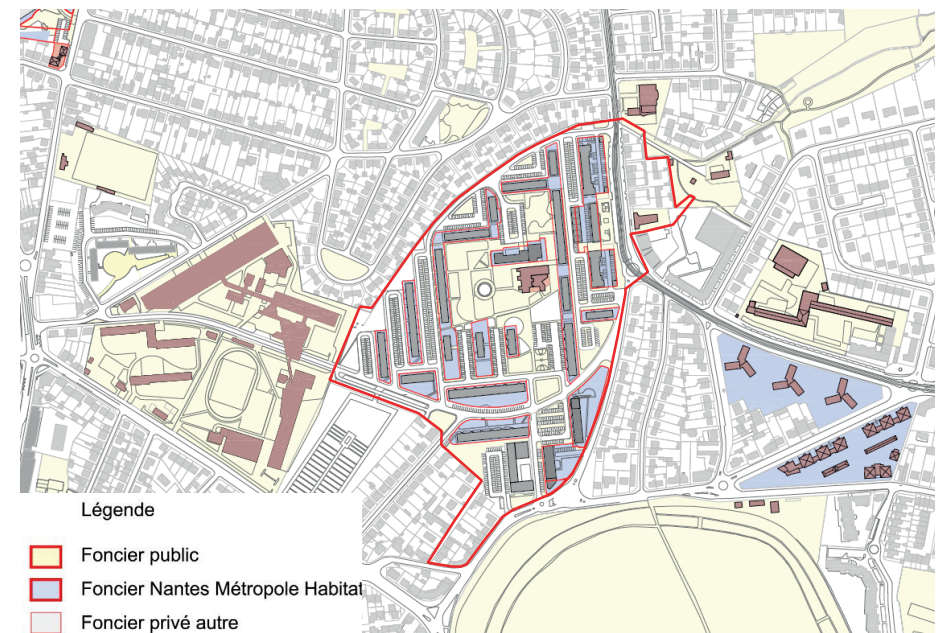 Légende
Foncier public
Foncier Nantes Métropole Habitat
Foncier privé autre